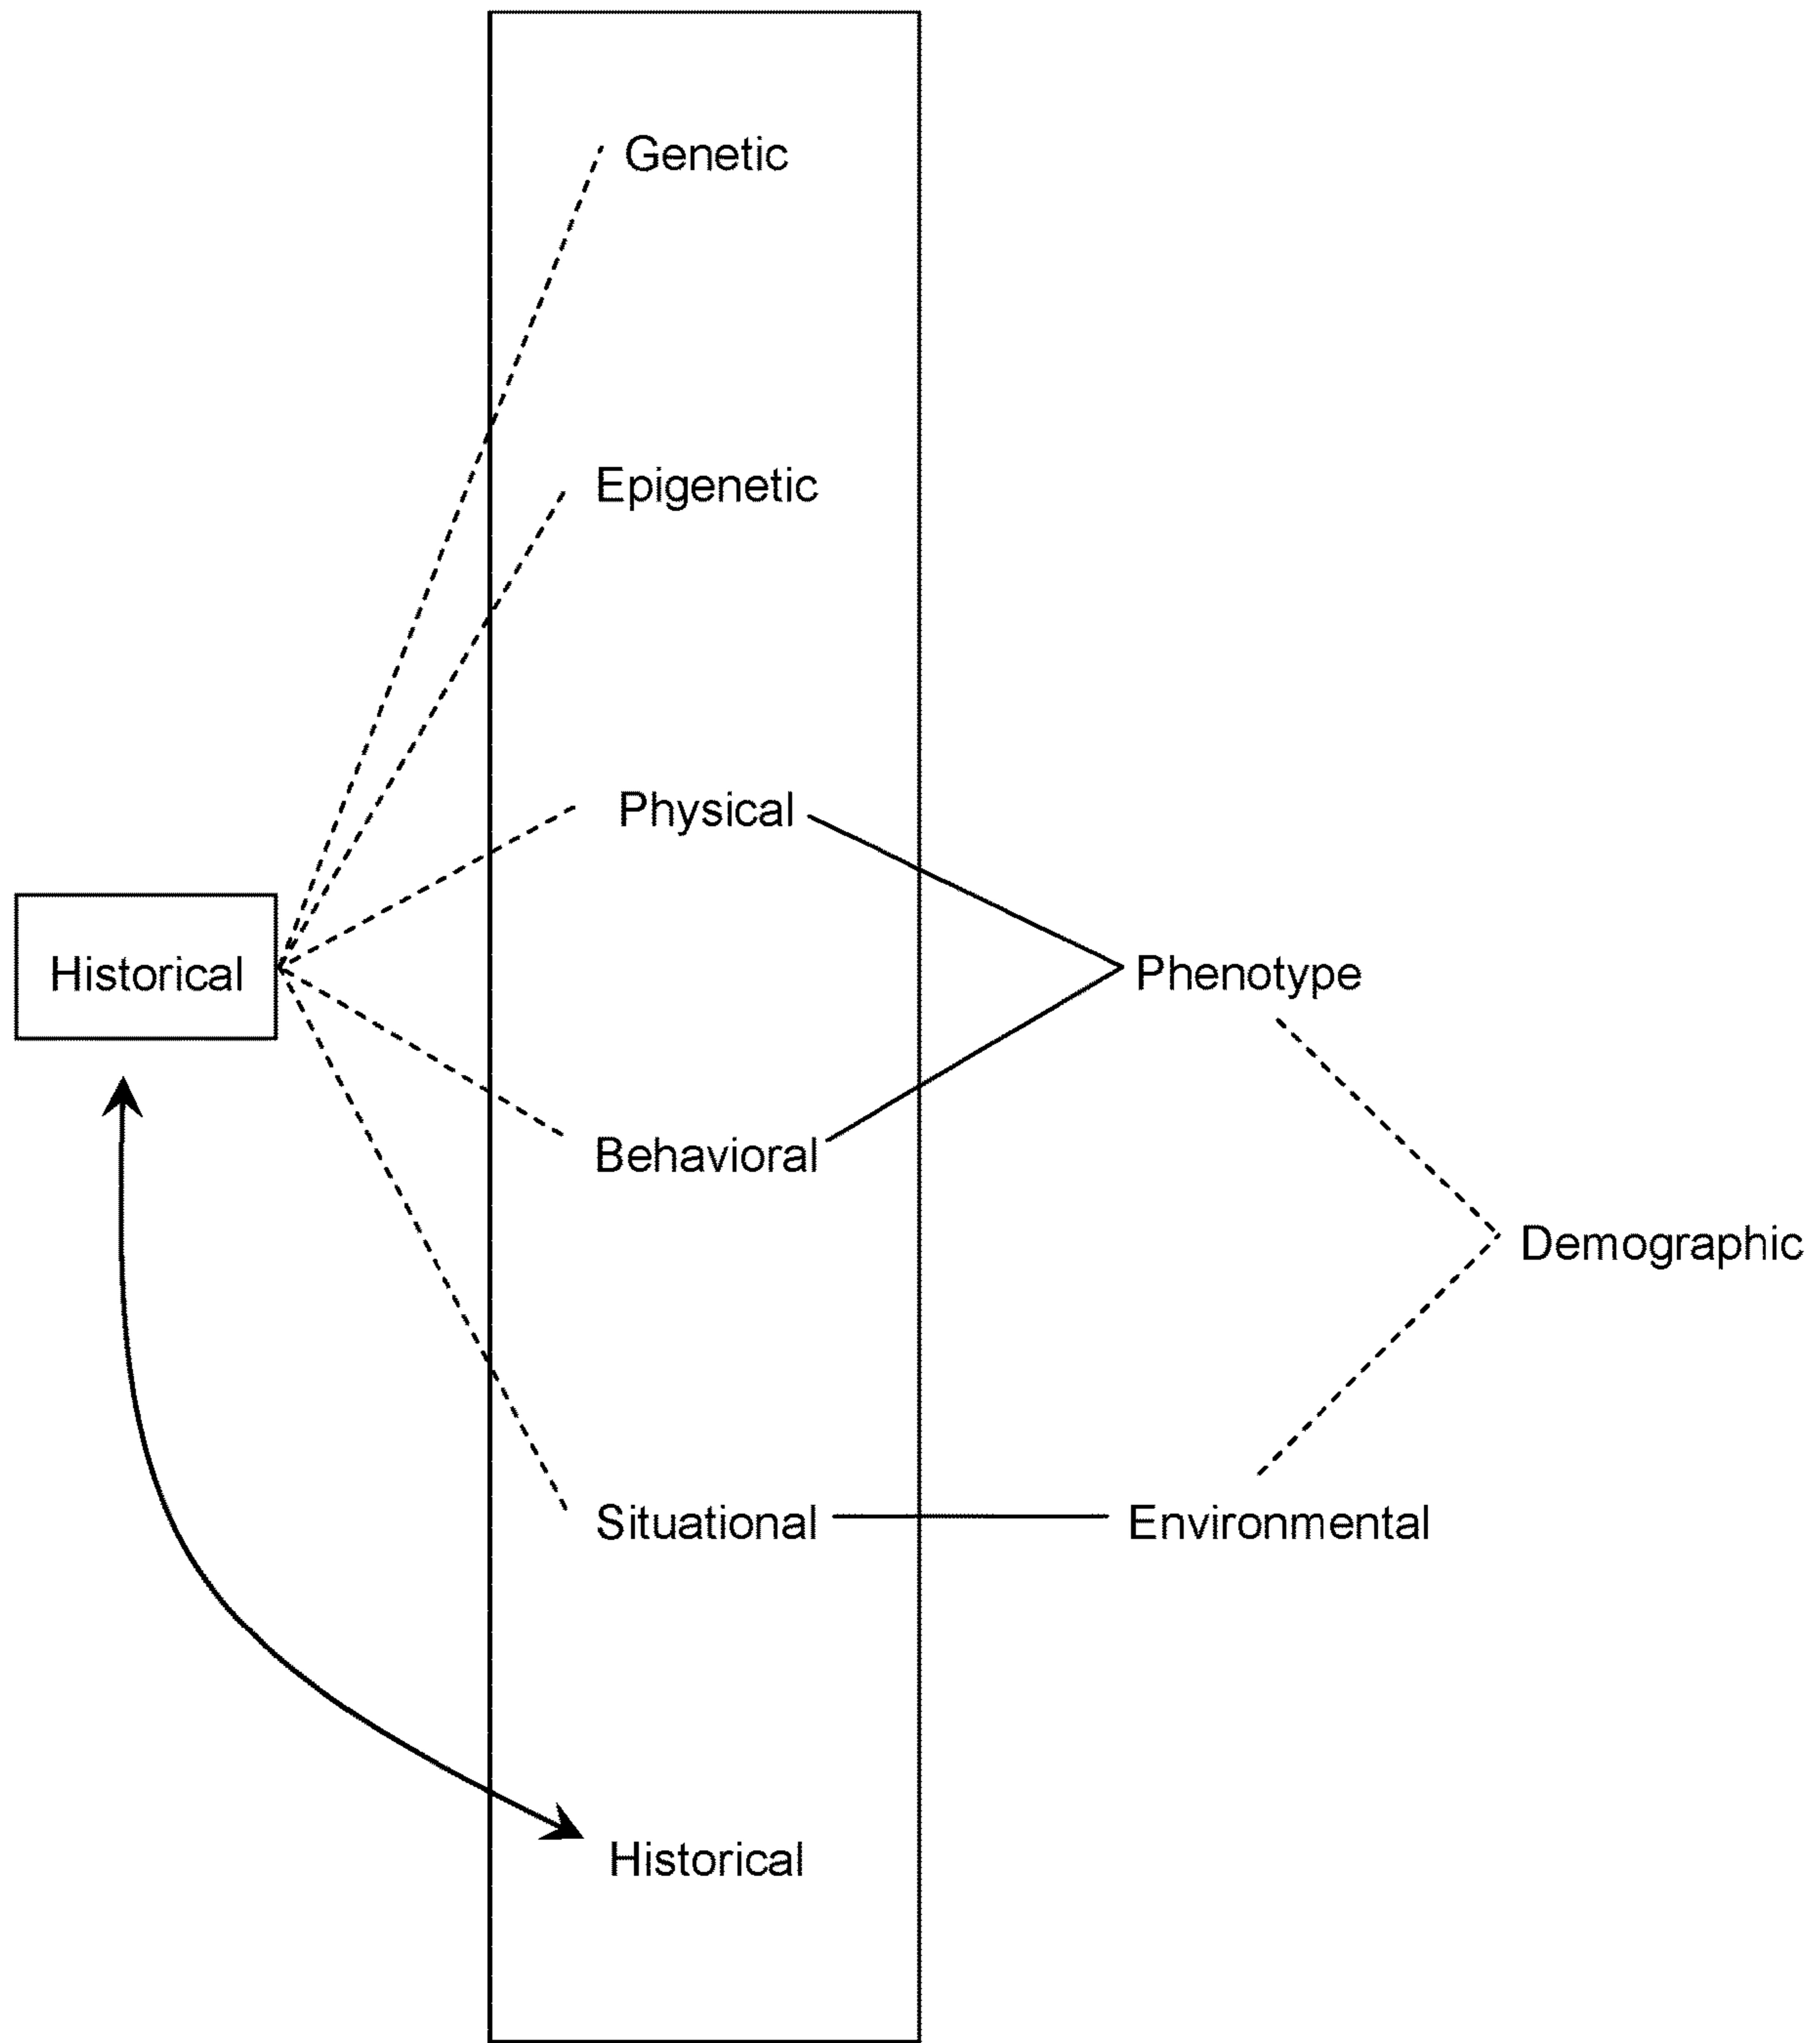 Genetic
Epigenetic
Physical
Historical
Phenotype
Behavioral
Demographic
Situational
Environmental
Historical